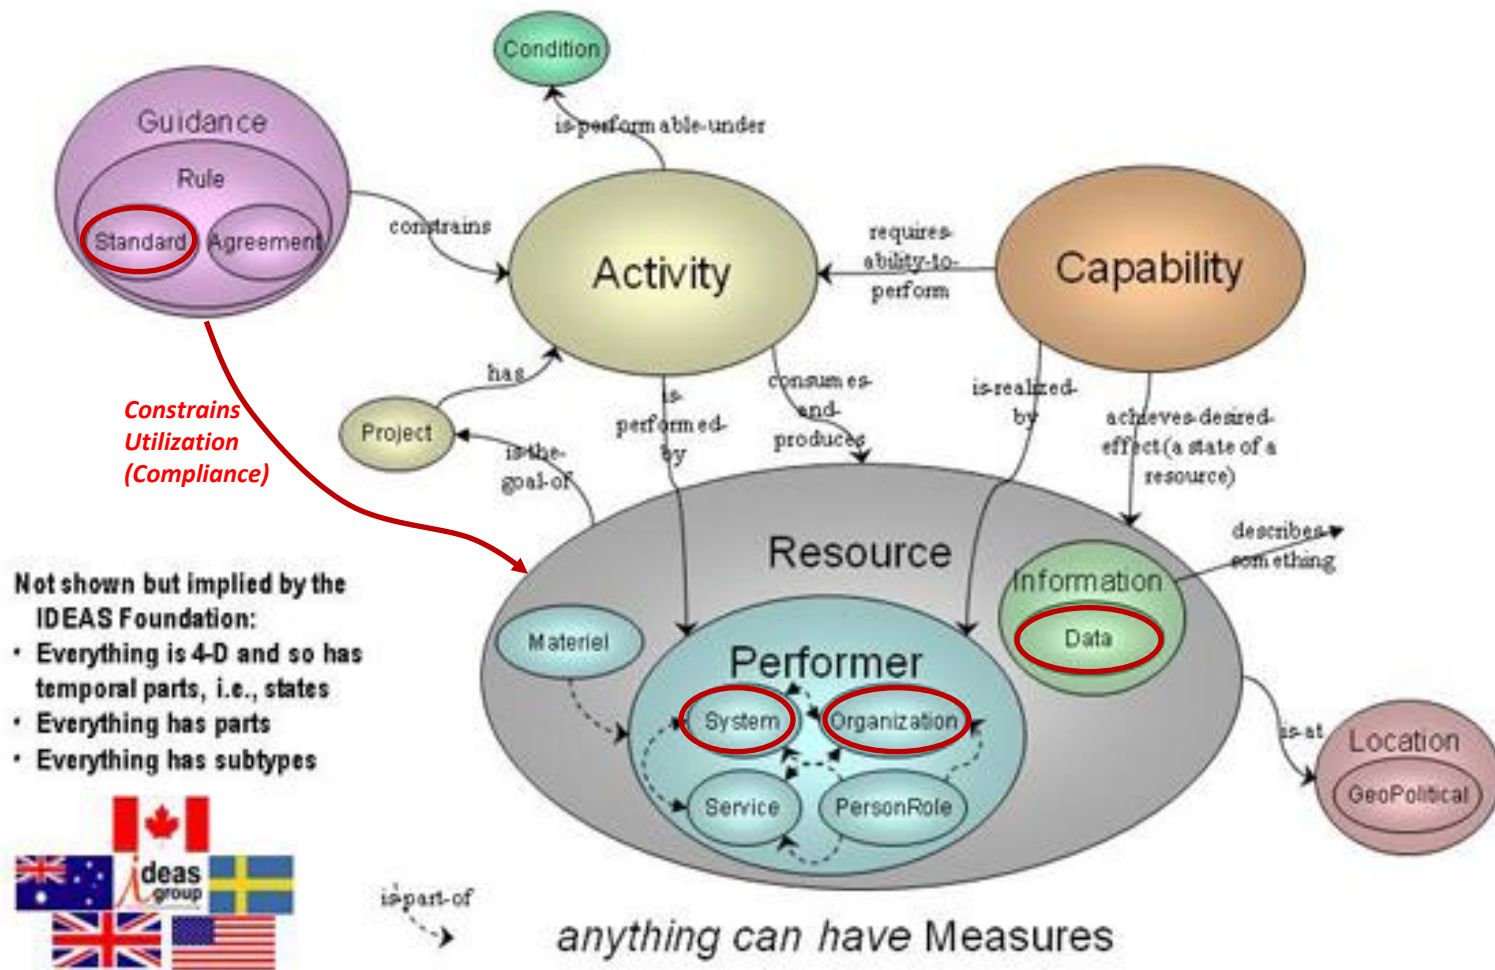 Condition
is-performable-under
Guidance
Rule
Standard
Agreement
constrains
Activity
requires-
ability-to-
perform
Capability
has
Project
is-the-
goal-of
Constrains
Utilization
(Compliance)
is-
performed-
by
consumes-
and-
produces
is-realized-
by
achieves-desired-
effect (a state of a
resource)
describes-
something
Resource
Information
Data
Materiel
Performer
System
Organization
Service
PersonRole
is-at
Location
GeoPolitical
Not shown but implied by the
IDEAS Foundation:
• Everything is 4-D and so has
temporal parts, i.e., states
• Everything has parts
• Everything has subtypes
ideas
group
is-part-of
anything can have Measures